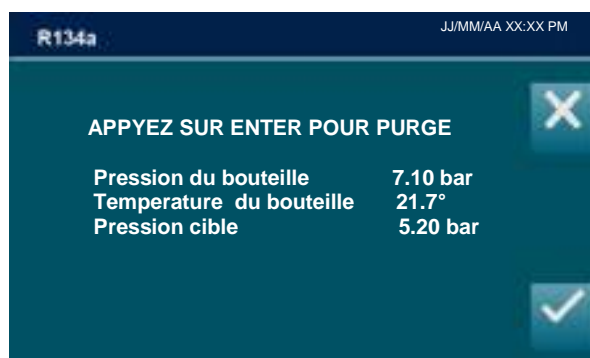 R134a
JJ/MM/AA XX:XX PM
APPYEZ SUR ENTER POUR PURGE
Pression du bouteille 7.10 bar
Temperature du bouteille 21.7°
Pression cible 5.20 bar